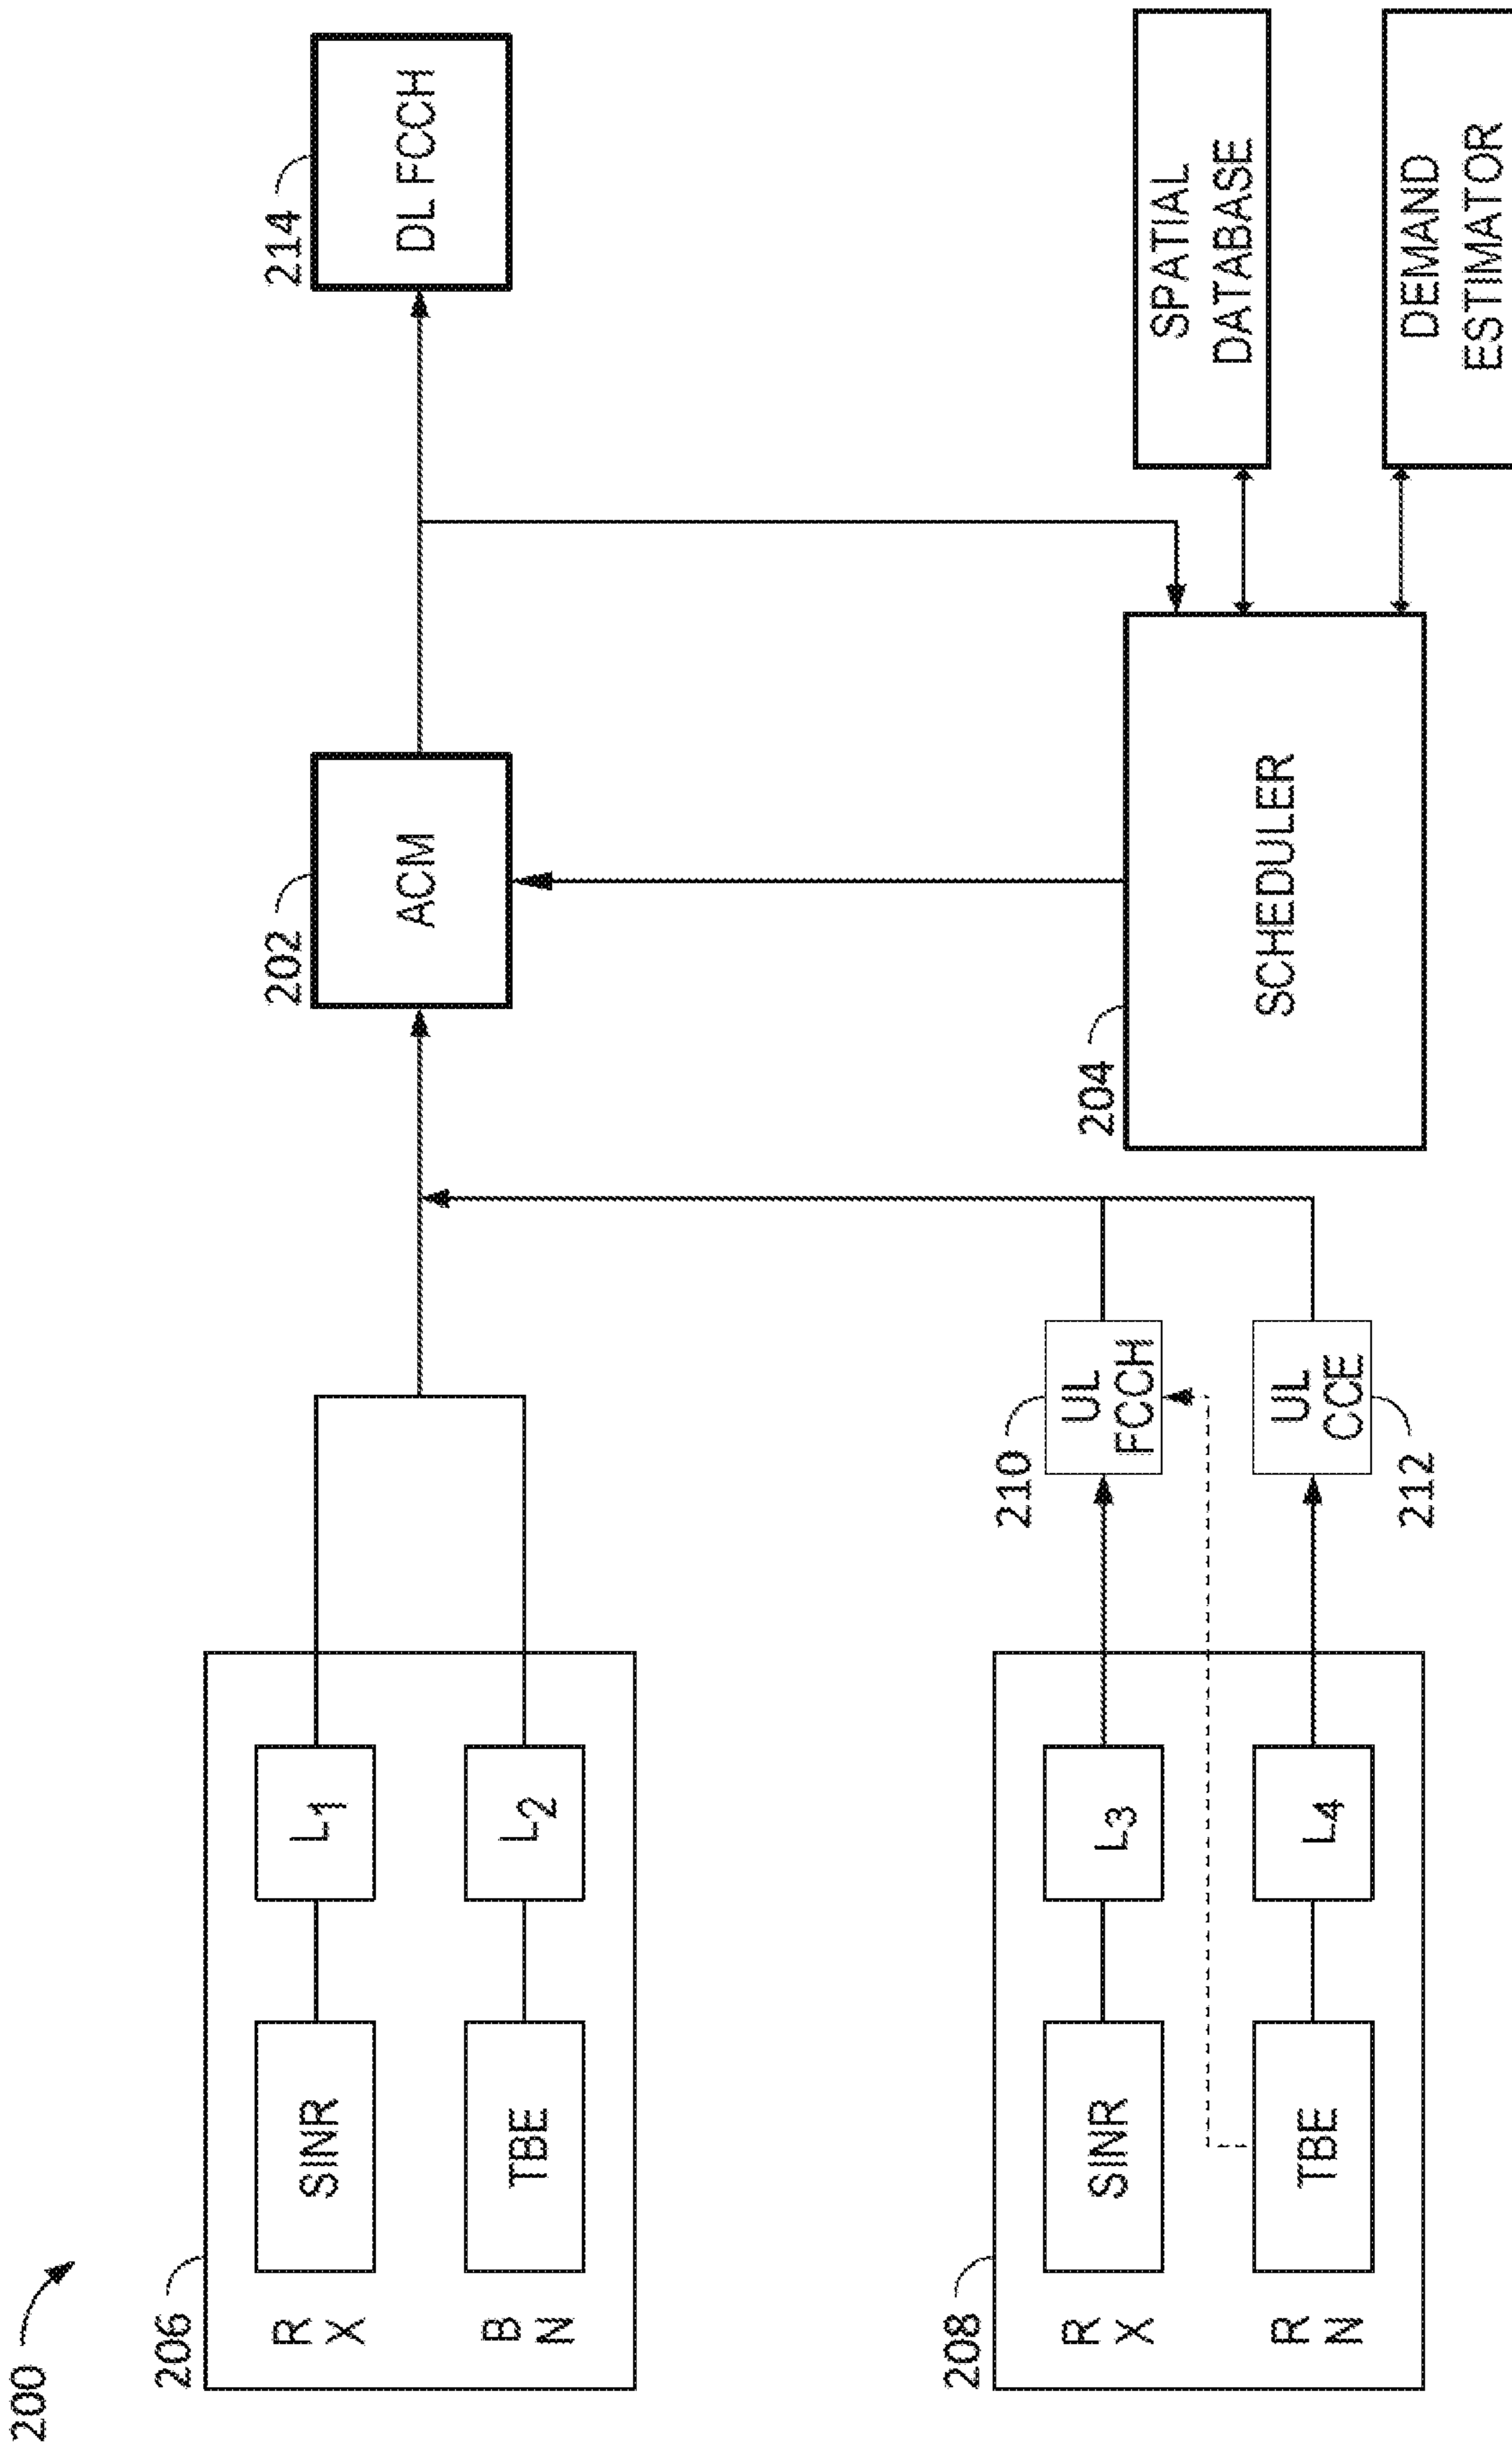 200
206
R
X
SINR
L1
B
N
TBE
L2
202
ACM
214
DL FCCH
208
R
X
SINR
L3
210
UL
FCCH
R
N
TBE
L4
UL
CCE
212
204
SCHEDULER
SPATIAL
DATABASE
DEMAND
ESTIMATOR